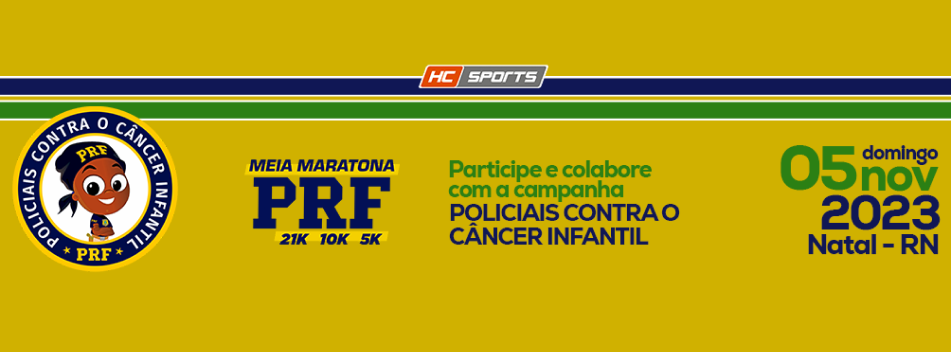 HC SPORTS
POLICIAIS CONTRA O CÂNCER INFANTIL
PRF
PRF
MEIA MARATONA
PRF
21K 10K 5K
Participe e colabore
com a campanha
POLICIAIS CONTRA O
CÂNCER INFANTIL
05 domingo
nov
2023
Natal - RN